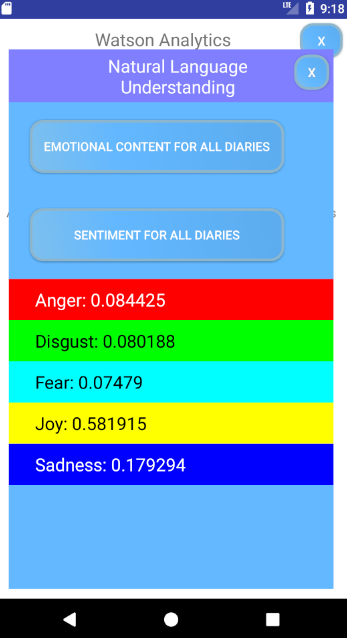 LTE 9:18
Watson Analytics
x
Natural Language
Understanding
x
EMOTIONAL CONTENT FOR ALL DIARIES
SENTIMENT FOR ALL DIARIES
Anger: 0.084425
Disgust: 0.080188
Fear: 0.07479
Joy: 0.581915
Sadness: 0.179294